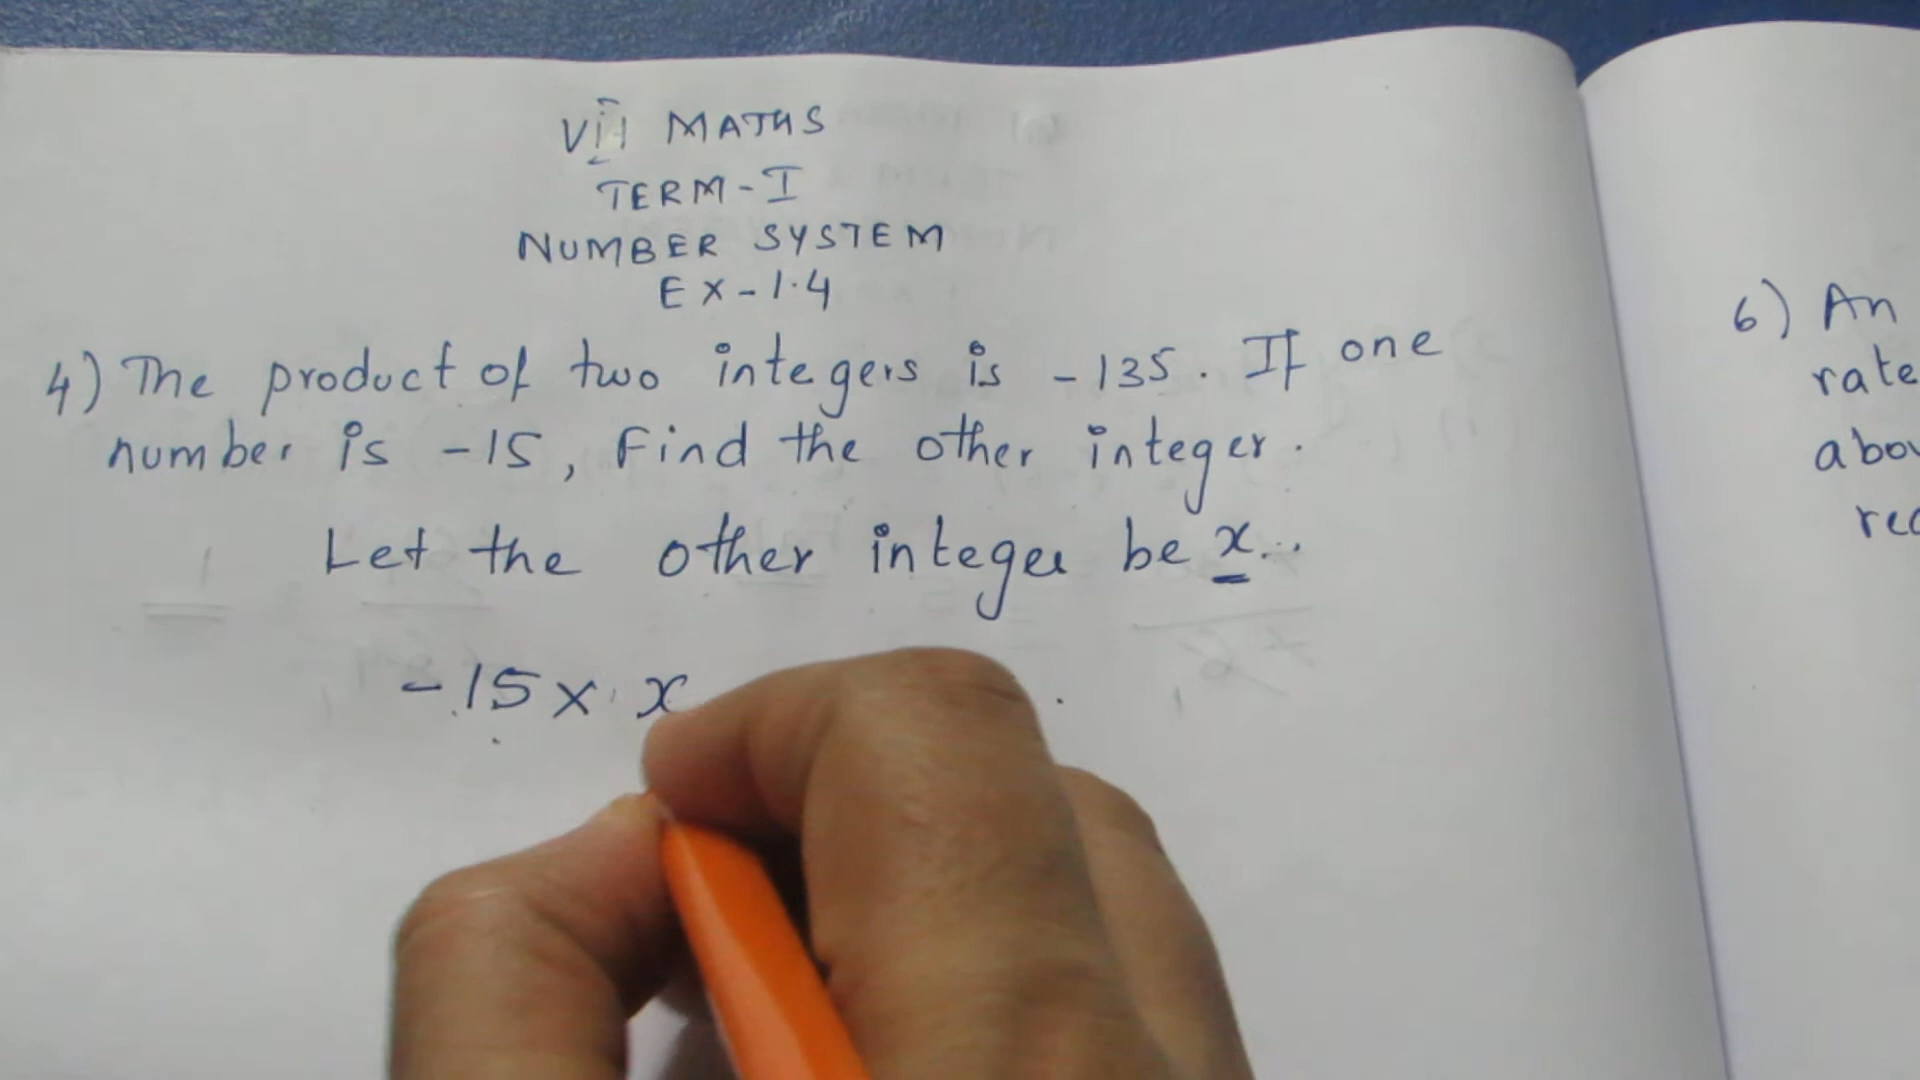 VII MATHS
TERM-I
NUMBER SYSTEM
EX-1.4
4) The product of two integers is -135. If one
number is -15, Find the other integer.
Let the other integer be x.
-15 × x
6) An
rate